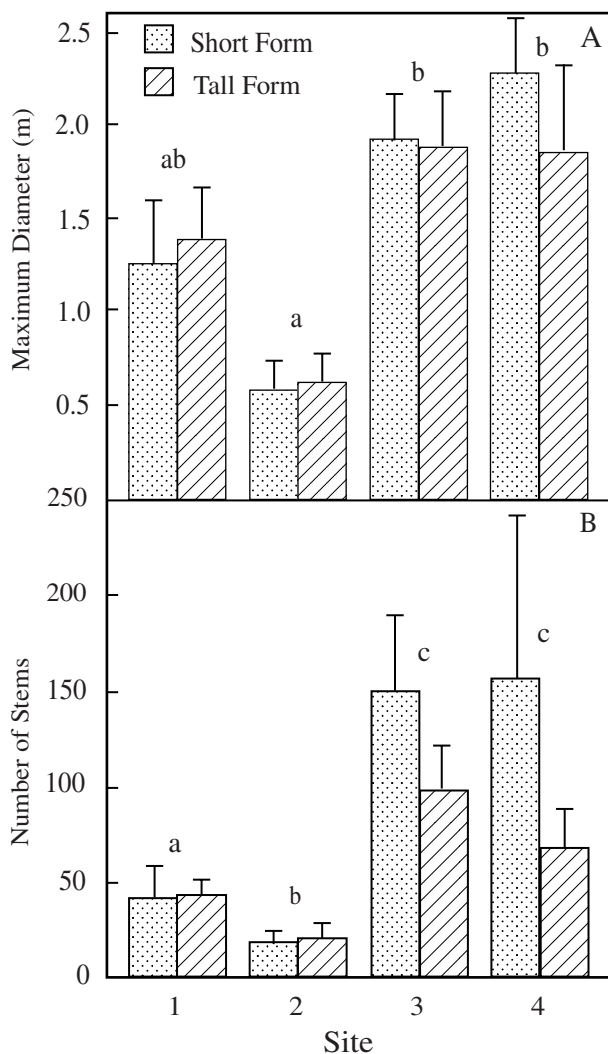 2.5
2.0
1.5
1.0
0.5
Maximum Diameter (m)
Short Form
Tall Form
A
ab
a
b
b
250
200
150
100
50
0
Number of Stems
B
a
b
c
c
1 2 3 4
Site